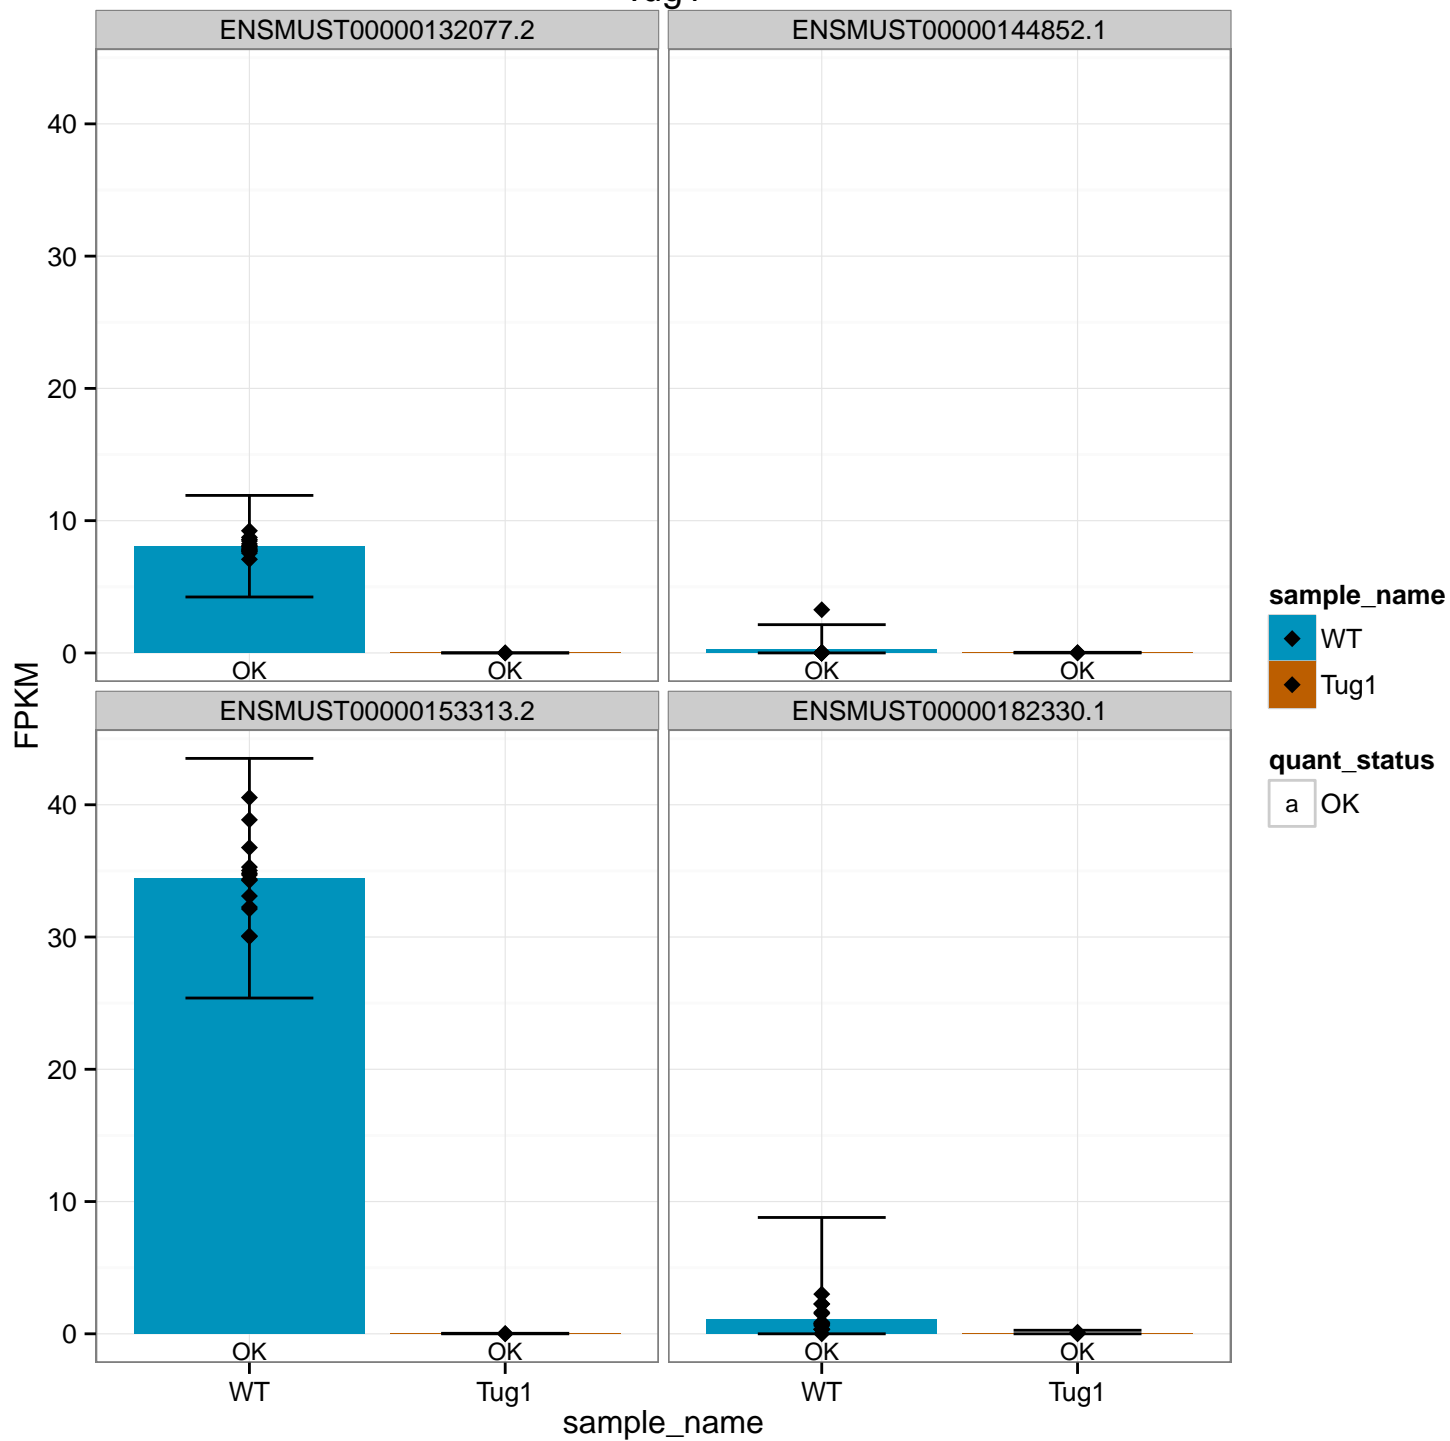 Tug1
ENSMUST00000132077.2 ENSMUST00000144852.1
40
30
20
10
0
OK OK OK OK
ENSMUST00000153313.2 ENSMUST00000182330.1
40
30
20
10
0
OK OK OK OK
WT Tug1 WT Tug1
sample_name
FPKM
sample_name
WT
Tug1
quant_status
a OK